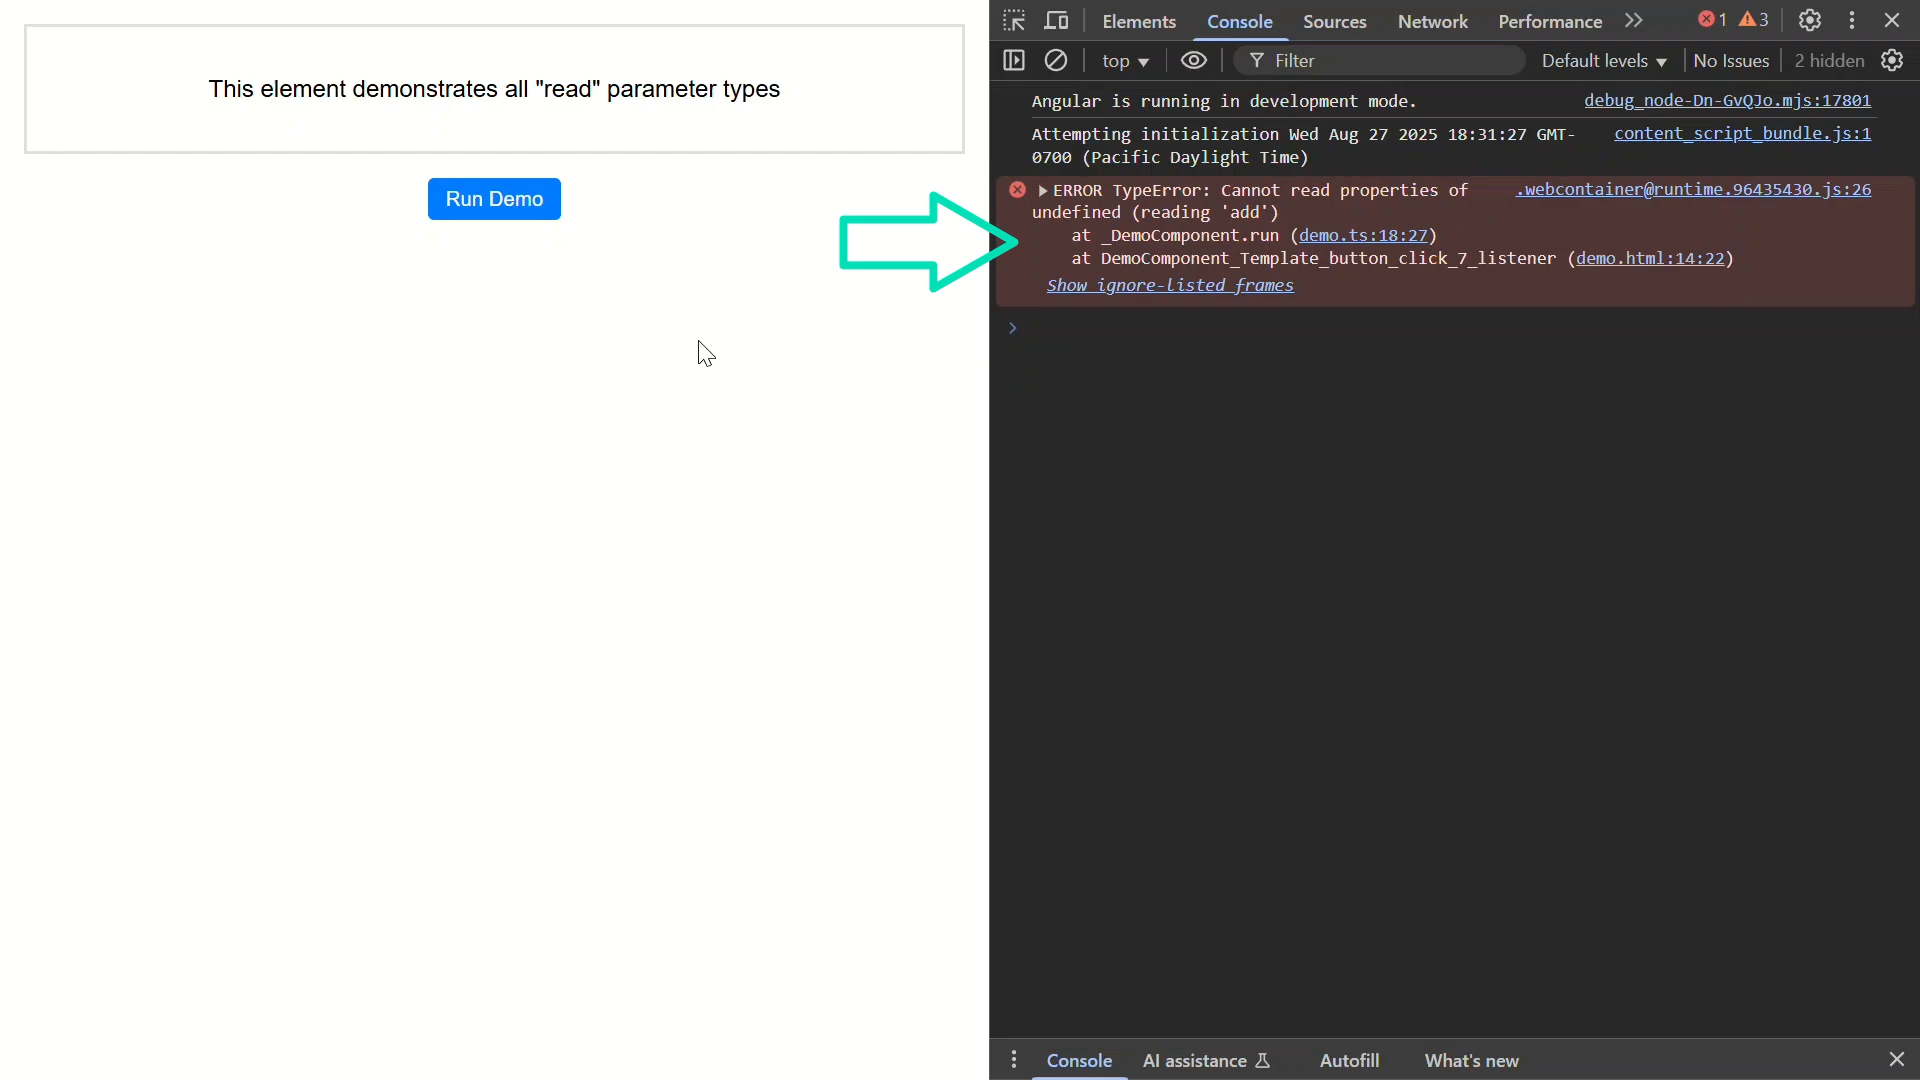 This element demonstrates all "read" parameter types
Run Demo
Elements Console Sources Network Performance 1 3
top Filter Default levels No Issues 2 hidden
Angular is running in development mode. debug_node-Dn-GvQJo.mjs:17801
Attempting initialization Wed Aug 27 2025 18:31:27 GMT- content_script_bundle.js:1
0700 (Pacific Daylight Time)
ERROR TypeError: Cannot read properties of .webcontainer@runtime.96435430.js:26
undefined (reading 'add')
at _DemoComponent.run (demo.ts:18:27)
at DemoComponent_Template_button_click_7_listener (demo.html:14:22)
Show ignore-listed frames
Console AI assistance Autofill What's new